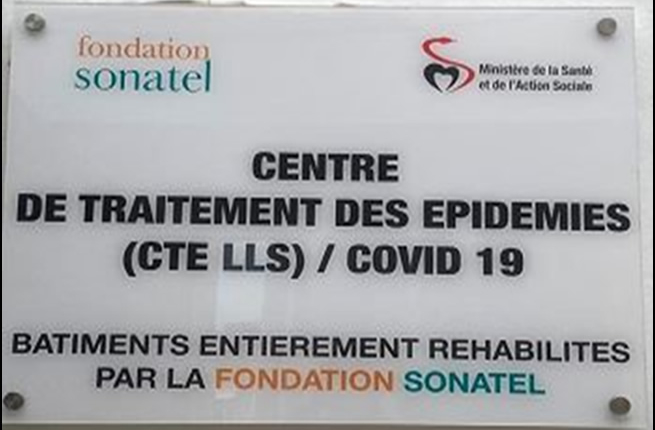 fondation
sonatel
Ministère de la Santé
et de l'Action Sociale
CENTRE
DE TRAITEMENT DES EPIDEMIES
(CTE LLS) / COVID 19
BATIMENTS ENTIEREMENT REHABILITES
PAR LA FONDATION SONATEL